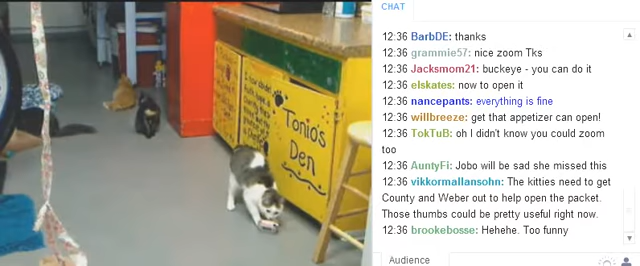 CHAT
12:36 BarbDE: thanks
12:36 grammie57: nice zoom Tks
12:36 Jacksmom21: buckeye - you can do it
12:36 elskates: now to open it
12:36 nancepants: everything is fine
12:36 willbreeze: get that appetizer can open!
12:36 TokTuB: oh I didn't know you could zoom
too
12:36 AuntyFi: Jobo will be sad she missed this
12:36 vikkormallansohn: The kitties need to get
County and Weber out to help open the packet.
Those thumbs could be pretty useful right now.
12:36 brookebosse: Hehehe. Too funny
Audience
Tonio's
Den